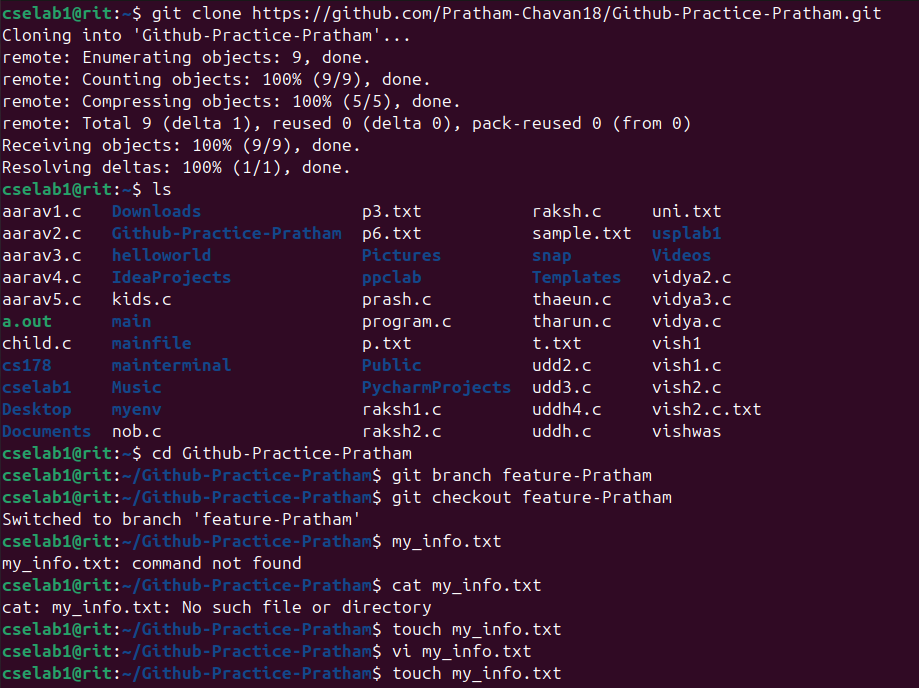 cselab1@rit:~$ git clone https://github.com/Pratham-Chavan18/Github-Practice-Pratham.git
Cloning into 'Github-Practice-Pratham'...
remote: Enumerating objects: 9, done.
remote: Counting objects: 100% (9/9), done.
remote: Compressing objects: 100% (5/5), done.
remote: Total 9 (delta 1), reused 0 (delta 0), pack-reused 0 (from 0)
Receiving objects: 100% (9/9), done.
Resolving deltas: 100% (1/1), done.
cselab1@rit:~$ ls
aarav1.c   Downloads                p3.txt           raksh.c     uni.txt
aarav2.c   Github-Practice-Pratham  p6.txt           sample.txt  usplab1
aarav3.c   helloworld               Pictures         snap        Videos
aarav4.c   IdeaProjects             ppclab           Templates   vidya2.c
aarav5.c   kids.c                   prash.c          thaeun.c    vidya3.c
a.out      main                     program.c        tharun.c    vidya.c
child.c    mainfile                 p.txt            t.txt       vish1
cs178      mainterminal             Public           udd2.c      vish1.c
cselab1    Music                    PycharmProjects  udd3.c      vish2.c
Desktop    myenv                    raksh1.c         uddh4.c     vish2.c.txt
Documents  nob.c                    raksh2.c         uddh.c      vishwas
cselab1@rit:~$ cd Github-Practice-Pratham
cselab1@rit:~/Github-Practice-Pratham$ git branch feature-Pratham
cselab1@rit:~/Github-Practice-Pratham$ git checkout feature-Pratham
Switched to branch 'feature-Pratham'
cselab1@rit:~/Github-Practice-Pratham$ my_info.txt
my_info.txt: command not found
cselab1@rit:~/Github-Practice-Pratham$ cat my_info.txt
cat: my_info.txt: No such file or directory
cselab1@rit:~/Github-Practice-Pratham$ touch my_info.txt
cselab1@rit:~/Github-Practice-Pratham$ vi my_info.txt
cselab1@rit:~/Github-Practice-Pratham$ touch my_info.txt